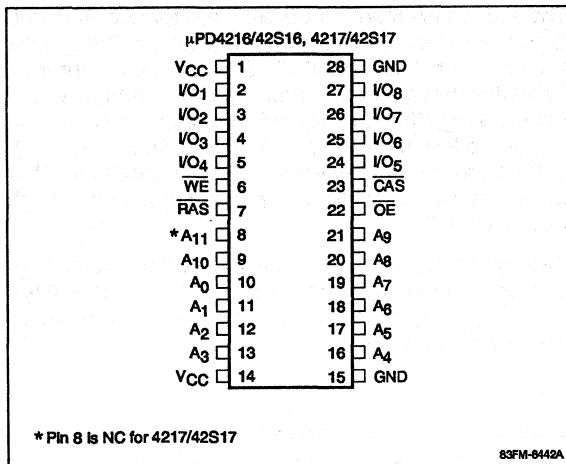 μPD4216/42S16, 4217/42S17
VCC 1 28 GND
I/O1 2 27 I/O8
I/O2 3 26 I/O7
I/O3 4 25 I/O6
I/O4 5 24 I/O5
WE 6 23 CAS
RAS 7 22 OE
*A11 8 21 A9
A10 9 20 A8
A0 10 19 A7
A1 11 18 A6
A2 12 17 A5
A3 13 16 A4
VCC 14 15 GND
* Pin 8 is NC for 4217/42S17
83FM-8442A